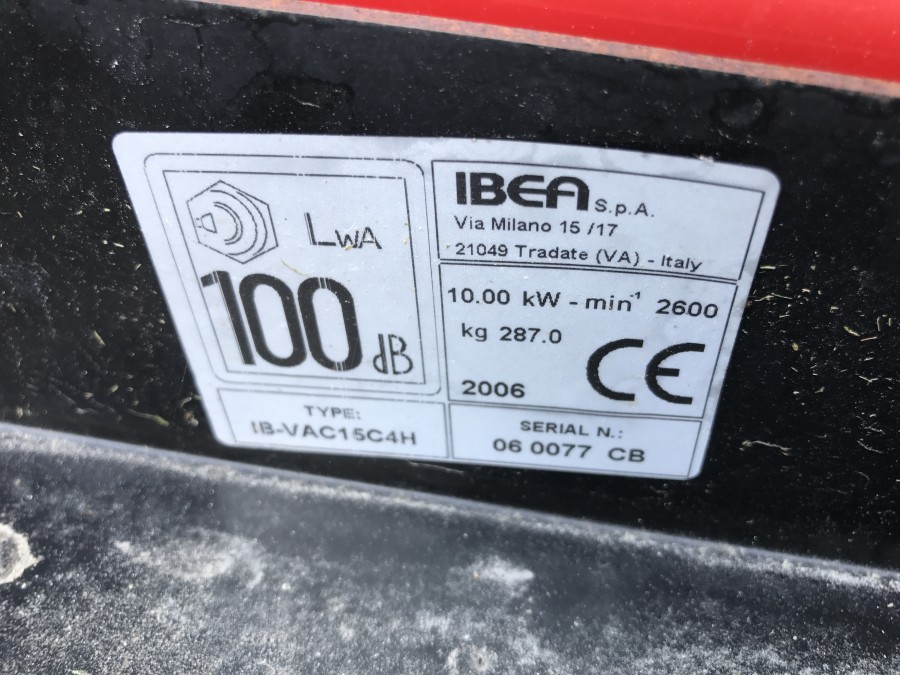 LWA
100 dB
IBEA S.p.A.
Via Milano 15 /17
21049 Tradate (VA) - Italy
10.00 kW - min⁻¹ 2600
kg 287.0
2006
CE
TYPE:
IB-VAC15C4H
SERIAL N.:
06 0077 CB